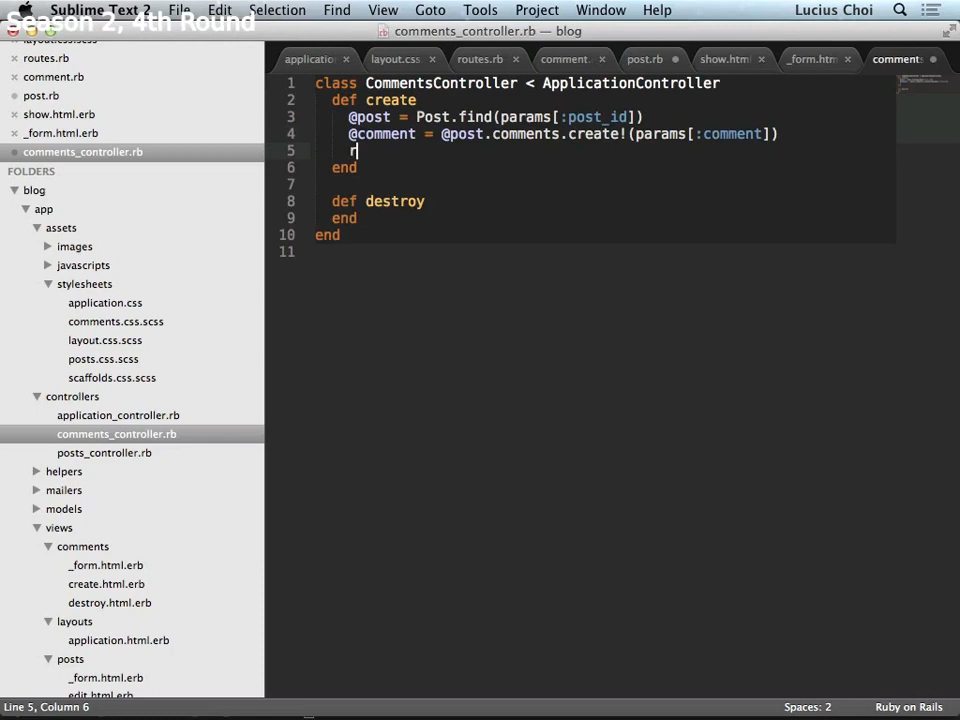 Sublime Text 2 File Edit Selection Find View Goto Tools Project Window Help Lucius Choi
Season 2, 4th Round
comments_controller.rb — blog
layout.css.scss
routes.rb
comment.rb
post.rb
show.html.erb
_form.html.erb
comments_controller.rb
FOLDERS
blog
app
assets
images
javascripts
stylesheets
application.css
comments.css.scss
layout.css.scss
posts.css.scss
scaffolds.css.scss
controllers
application_controller.rb
comments_controller.rb
posts_controller.rb
helpers
mailers
models
views
comments
_form.html.erb
create.html.erb
destroy.html.erb
layouts
application.html.erb
posts
_form.html.erb
edit.html.erb
application layout.css routes.rb comment. post.rb show.html _form.htm comments
1 class CommentsController < ApplicationController
2 def create
3 @post = Post.find(params[:post_id])
4 @comment = @post.comments.create!(params[:comment])
5 r
6 end
7
8 def destroy
9 end
10 end
11
Line 5, Column 6 Spaces: 2 Ruby on Rails